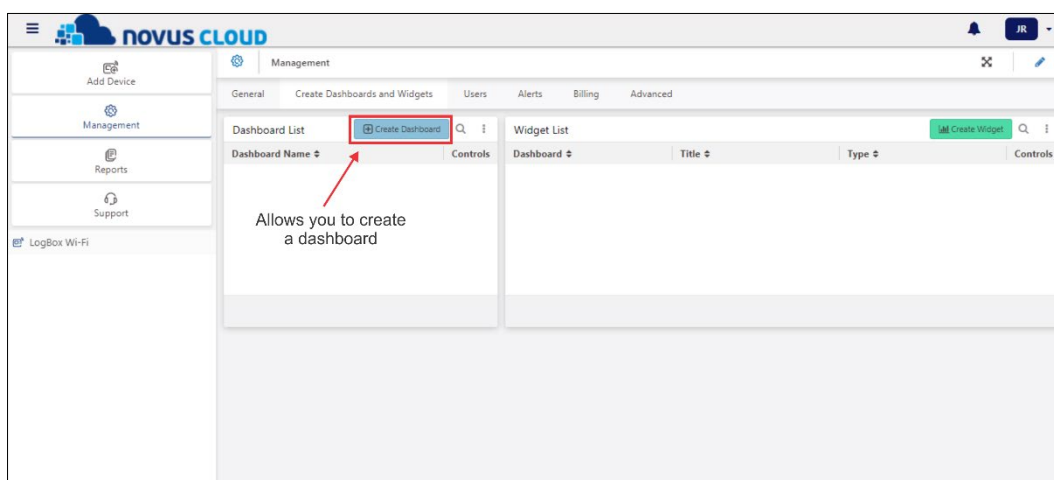 NOVUS CLOUD
JR
Add Device
Management
Reports
Support
LogBox Wi-Fi
Management
General Create Dashboards and Widgets Users Alerts Billing Advanced
Dashboard List Create Dashboard
Dashboard Name Controls
Allows you to create
a dashboard
Widget List Create Widget
Dashboard Title Type Controls